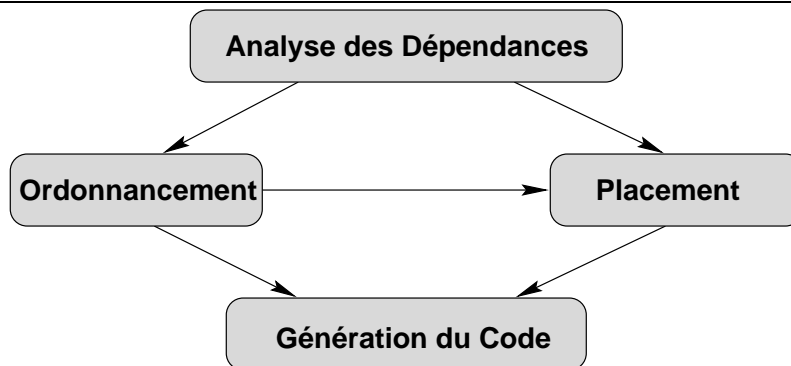 Analyse des Dépendances
Ordonnancement
Placement
Génération du Code